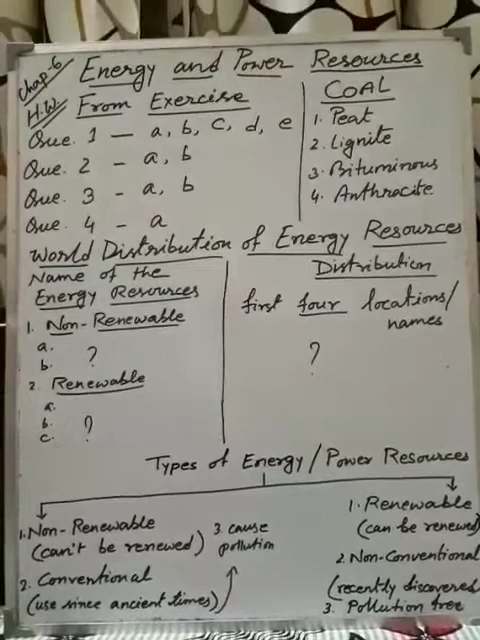 Chap. 6
Energy and Power Resources
H.W. From Exercise
Que. 1 – a, b, c, d, e
Que. 2 – a, b
Que. 3 – a, b
Que. 4 – a
COAL
1. Peat
2. Lignite
3. Bituminous
4. Anthracite
World Distribution of Energy Resources
Name of the
Energy Resources
1. Non-Renewable
a.
b. ?
2. Renewable
a.
b. ?
c.
Distribution
first four locations/
names
?
Types of Energy/Power Resources
1. Non-Renewable
(can't be renewed)
2. Conventional
(use since ancient times)
3. cause
pollution
1. Renewable
(can be renewed)
2. Non-Conventional
(recently discovered
3. Pollution free